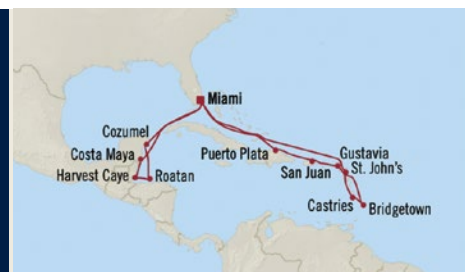 Miami
Cozumel
Costa Maya
Harvest Caye
Roatan
Puerto Plata
San Juan
Gustavia
St. John's
Castries
Bridgetown